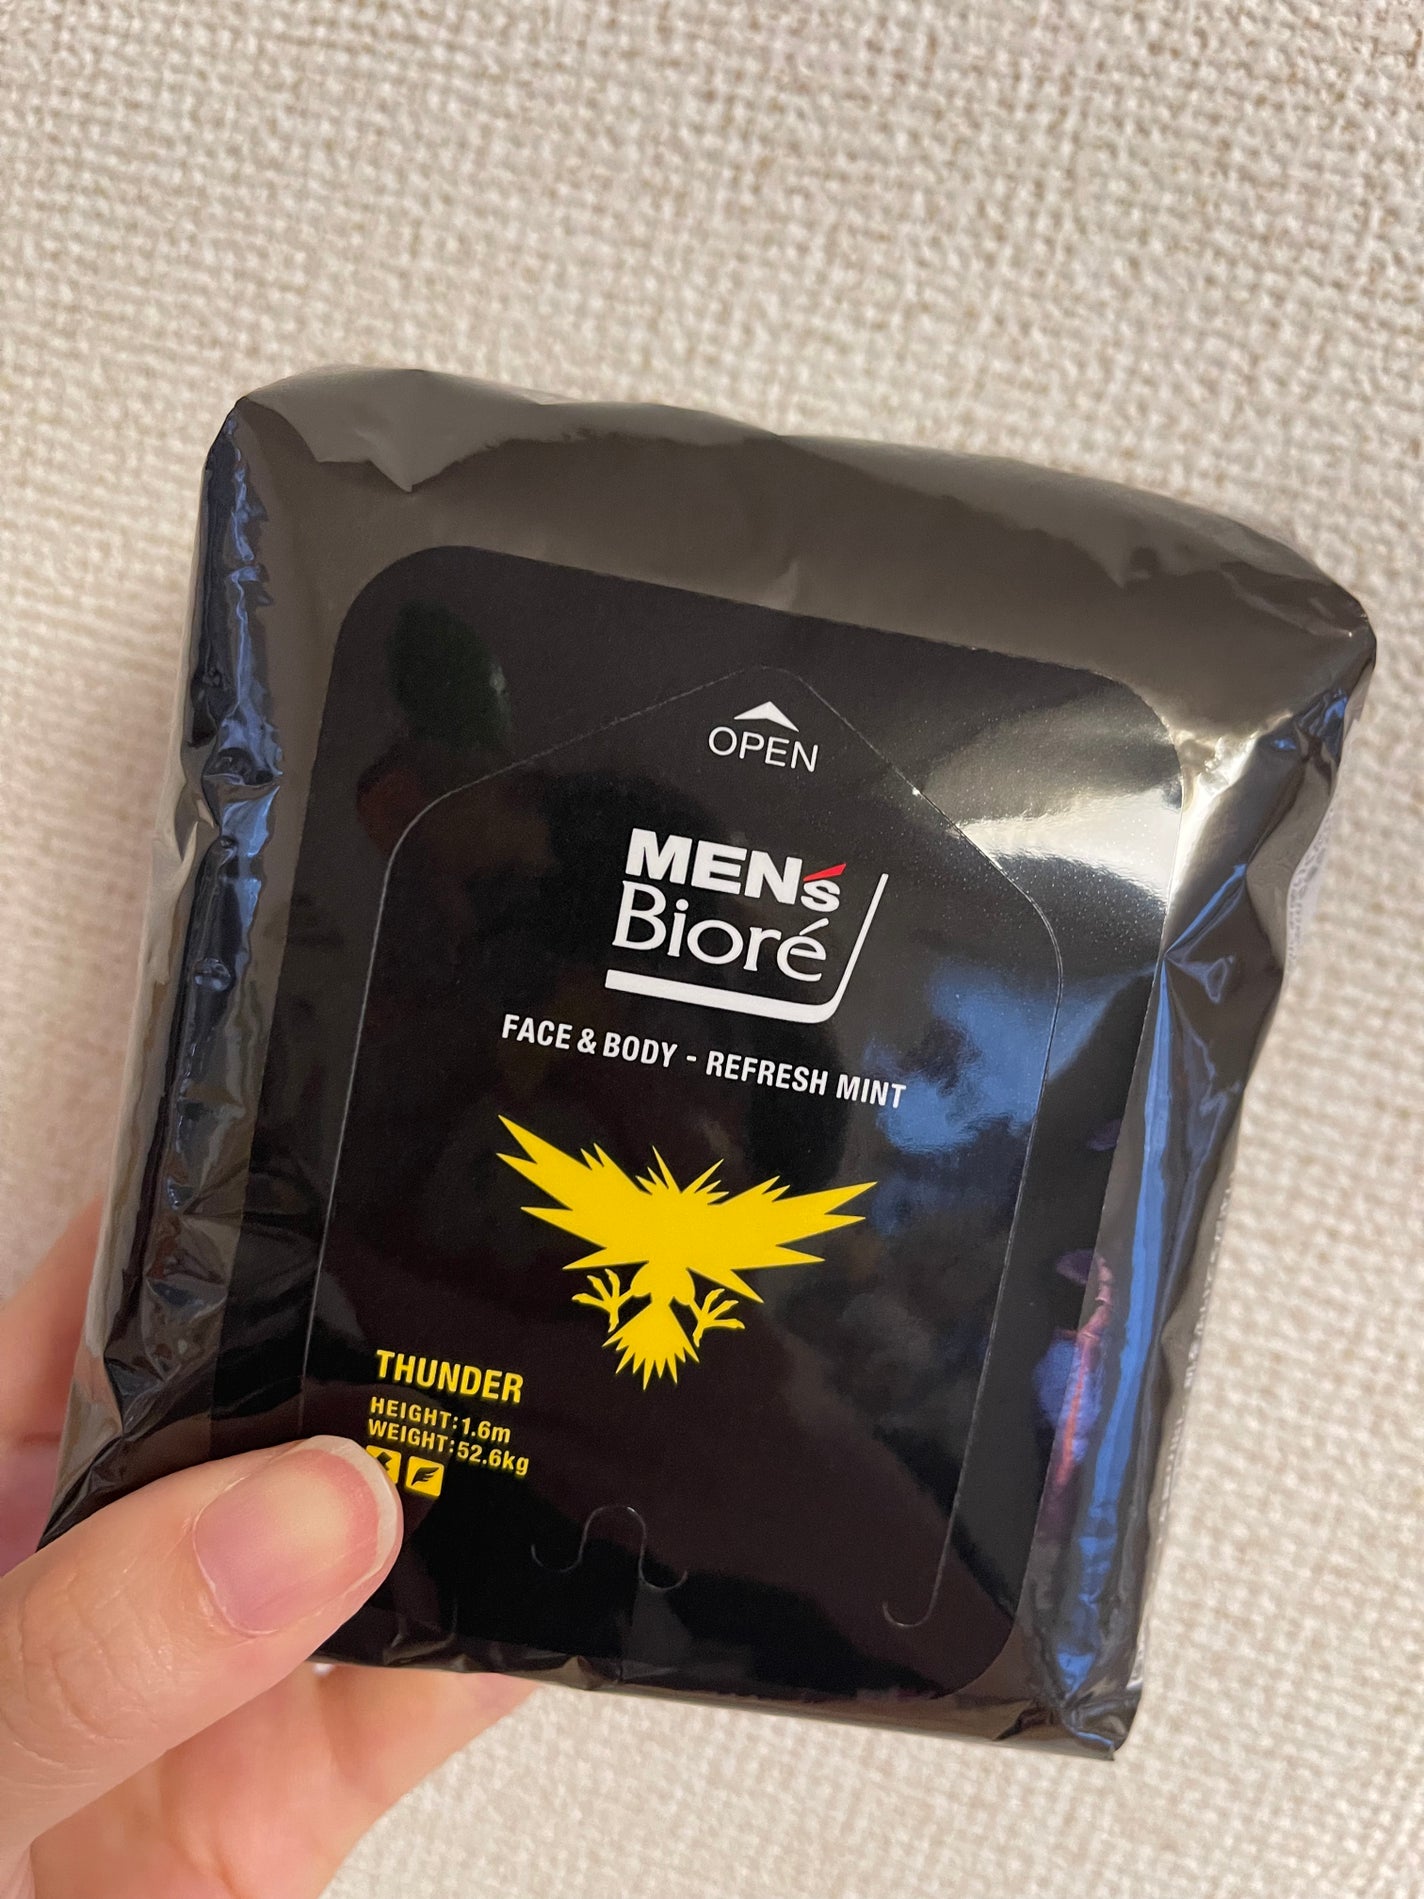 OPEN
MEN's
Bioré
FACE & BODY - REFRESH MINT
THUNDER
HEIGHT:1.6m
WEIGHT:52.6kg